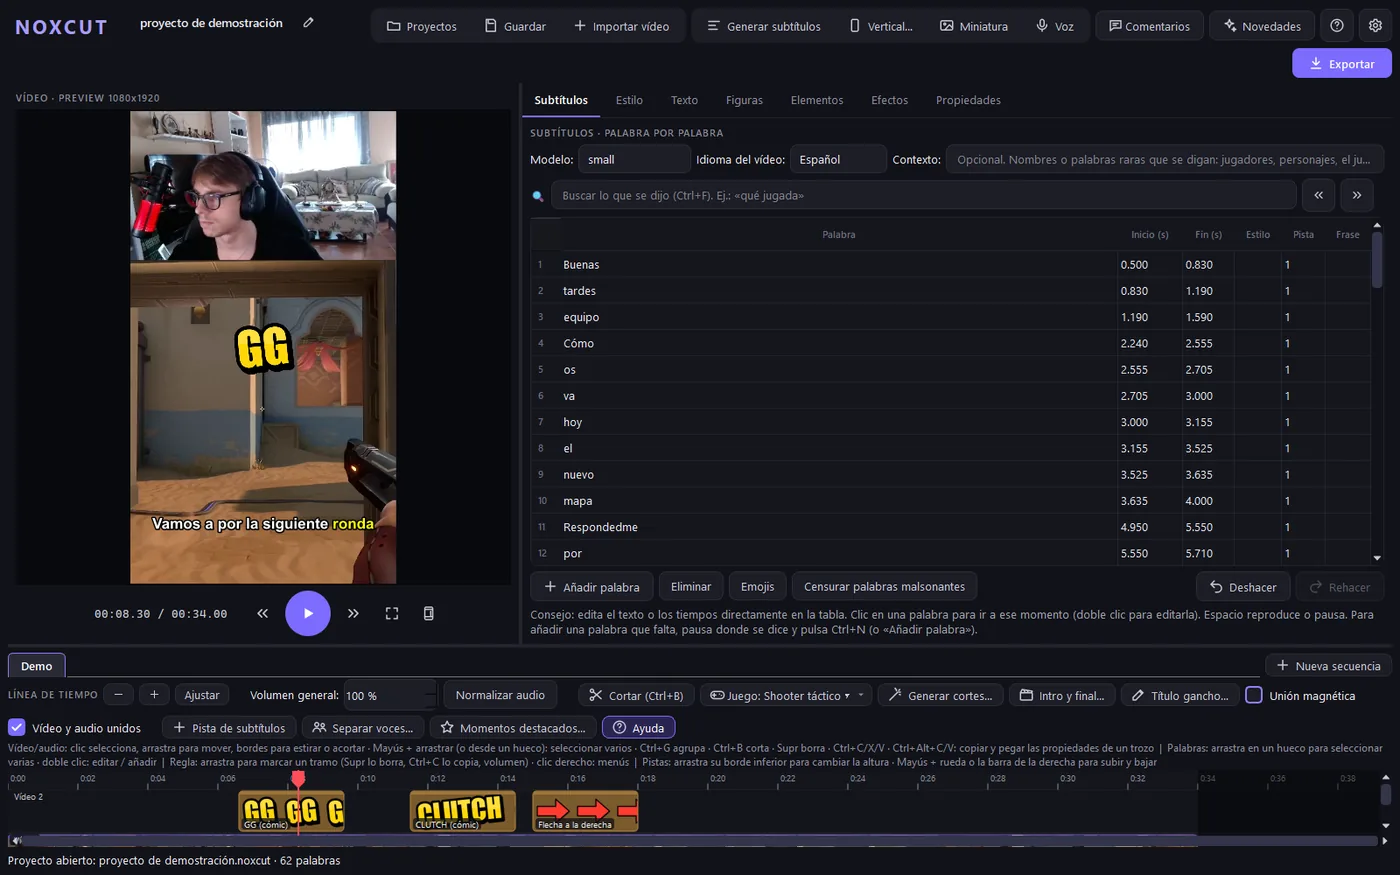 NOXCUT
proyecto de demostración
Proyectos
Guardar
Importar vídeo
Generar subtítulos
Vertical...
Miniatura
Voz
Comentarios
Novedades
Exportar
VÍDEO · PREVIEW 1080x1920
GG
Vamos a por la siguiente ronda
00:08.30 / 00:34.00
Subtítulos Estilo Texto Figuras Elementos Efectos Propiedades
SUBTÍTULOS · PALABRA POR PALABRA
Modelo: small Idioma del vídeo: Español Contexto: Opcional. Nombres o palabras raras que se digan: jugadores, personajes, el ju...
Buscar lo que se dijo (Ctrl+F). Ej.: «qué jugada»
Palabra Inicio (s) Fin (s) Estilo Pista Frase
1 Buenas 0.500 0.830 1
2 tardes 0.830 1.190 1
3 equipo 1.190 1.590 1
4 Cómo 2.240 2.555 1
5 os 2.555 2.705 1
6 va 2.705 3.000 1
7 hoy 3.000 3.155 1
8 el 3.155 3.525 1
9 nuevo 3.525 3.635 1
10 mapa 3.635 4.000 1
11 Respondedme 4.950 5.550 1
12 por 5.550 5.710 1
+ Añadir palabra Eliminar Emojis Censurar palabras malsonantes Deshacer Rehacer
Consejo: edita el texto o los tiempos directamente en la tabla. Clic en una palabra para ir a ese momento (doble clic para editarla). Espacio reproduce o pausa. Para
añadir una palabra que falta, pausa donde se dice y pulsa Ctrl+N (o «Añadir palabra»).
Demo + Nueva secuencia
LÍNEA DE TIEMPO − + Ajustar Volumen general: 100 % Normalizar audio Cortar (Ctrl+B) Juego: Shooter táctico Generar cortes... Intro y final... Título gancho... Unión magnética
Vídeo y audio unidos + Pista de subtítulos Separar voces... Momentos destacados... Ayuda
Vídeo/audio: clic selecciona, arrastra para mover, bordes para estirar o acortar · Mayús + arrastrar (o desde un hueco): seleccionar varios · Ctrl+G agrupa · Ctrl+B corta · Supr borra · Ctrl+C/X/V · Ctrl+Alt+C/V: copiar y pegar las propiedades de un trozo | Palabras: arrastra en un hueco para seleccionar
varias · doble clic: editar / añadir | Regla: arrastra para marcar un tramo (Supr lo borra, Ctrl+C lo copia, volumen) · clic derecho: menús | Pistas: arrastra su borde inferior para cambiar la altura · Mayús + rueda o la barra de la derecha para subir y bajar
0:00 0:02 0:04 0:06 0:10 0:12 0:14 0:16 0:18 0:20 0:22 0:24 0:26 0:28 0:30 0:32 0:34 0:36 0:38
Vídeo 2
GG GG G CLUTCH
GG (cómic) CLUTCH (cómic) Flecha a la derecha
Proyecto abierto: proyecto de demostración.noxcut · 62 palabras